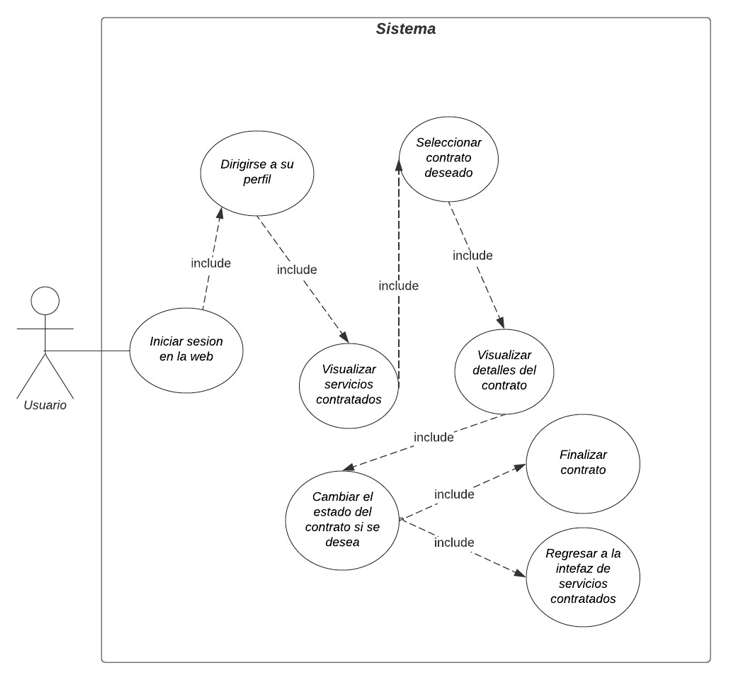 Sistema
Seleccionar
contrato
deseado
Dirigirse a su
perfil
include
include
include
include
Iniciar sesion
en la web
Visualizar
servicios
contratados
Visualizar
detalles del
contrato
Usuario
include
Finalizar
contrato
include
Cambiar el
estado del
contrato si se
desea
include
Regresar a la
intefaz de
servicios
contratados